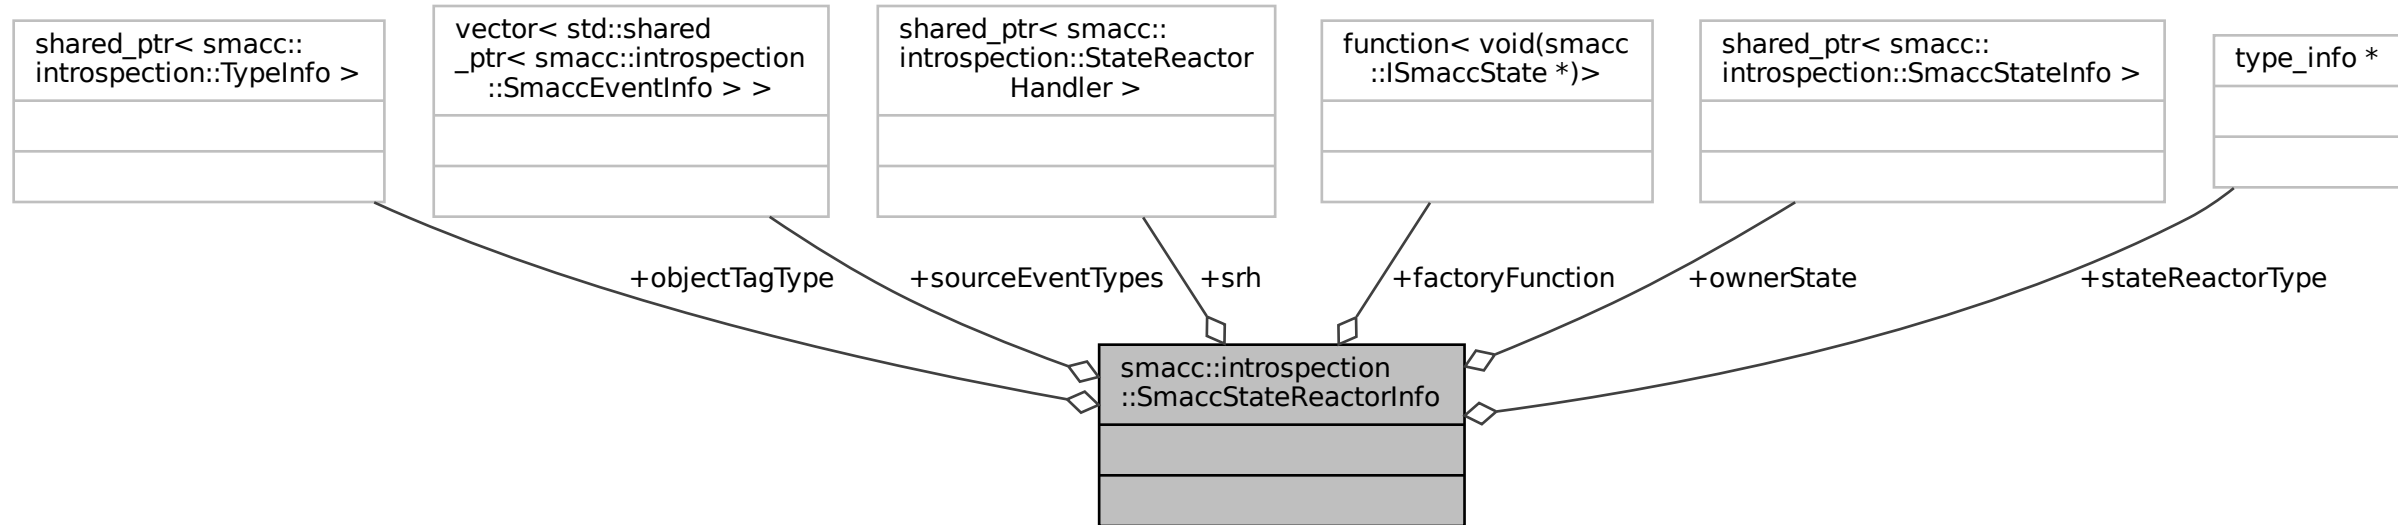 shared_ptr< smacc::
introspection::TypeInfo >
vector< std::shared
_ptr< smacc::introspection
::SmaccEventInfo > >
shared_ptr< smacc::
introspection::StateReactor
Handler >
function< void(smacc
::ISmaccState *)>
shared_ptr< smacc::
introspection::SmaccStateInfo >
type_info *
+objectTagType
+sourceEventTypes
+srh
+factoryFunction
+ownerState
+stateReactorType
smacc::introspection
::SmaccStateReactorInfo